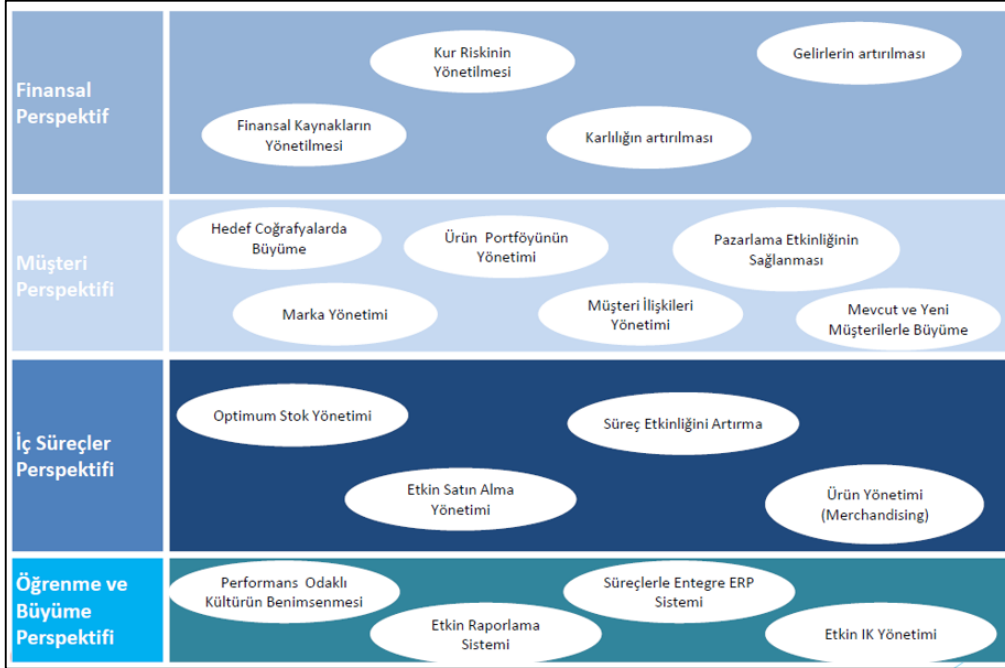 Finansal
Perspektif
Kur Riskinin
Yönetilmesi
Gelirlerin artırılması
Finansal Kaynakların
Yönetilmesi
Karlılığın artırılması
Müşteri
Perspektifi
Hedef Coğrafyalarda
Büyüme
Ürün Portföyünün
Yönetimi
Pazarlama Etkinliğinin
Sağlanması
Marka Yönetimi
Müşteri İlişkileri
Yönetimi
Mevcut ve Yeni
Müşterilerle Büyüme
İç Süreçler
Perspektifi
Optimum Stok Yönetimi
Süreç Etkinliğini Artırma
Etkin Satın Alma
Yönetimi
Ürün Yönetimi
(Merchandising)
Öğrenme ve
Büyüme
Perspektifi
Performans Odaklı
Kültürün Benimsenmesi
Süreçlerle Entegre ERP
Sistemi
Etkin Raporlama
Sistemi
Etkin IK Yönetimi